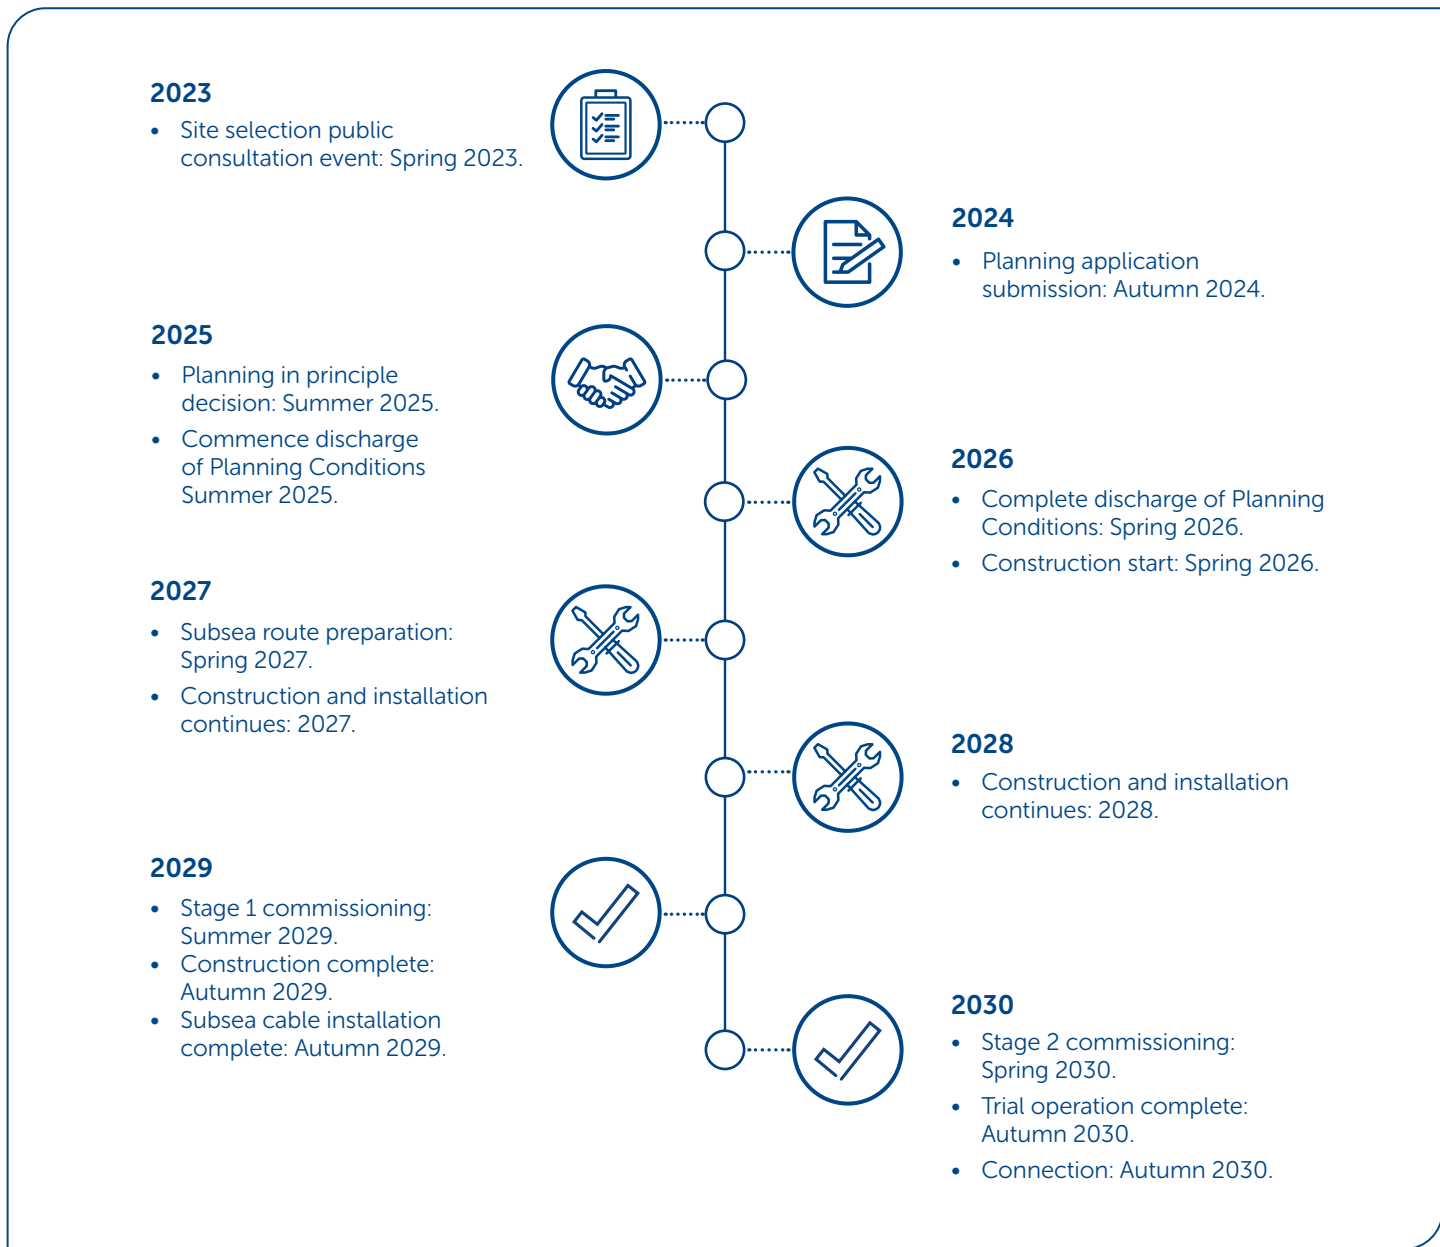 2023
• Site selection public
consultation event: Spring 2023.
2024
• Planning application
submission: Autumn 2024.
2025
• Planning in principle
decision: Summer 2025.
• Commence discharge
of Planning Conditions
Summer 2025.
2026
• Complete discharge of Planning
Conditions: Spring 2026.
• Construction start: Spring 2026.
2027
• Subsea route preparation:
Spring 2027.
• Construction and installation
continues: 2027.
2028
• Construction and installation
continues: 2028.
2029
• Stage 1 commissioning:
Summer 2029.
• Construction complete:
Autumn 2029.
• Subsea cable installation
complete: Autumn 2029.
2030
• Stage 2 commissioning:
Spring 2030.
• Trial operation complete:
Autumn 2030.
• Connection: Autumn 2030.